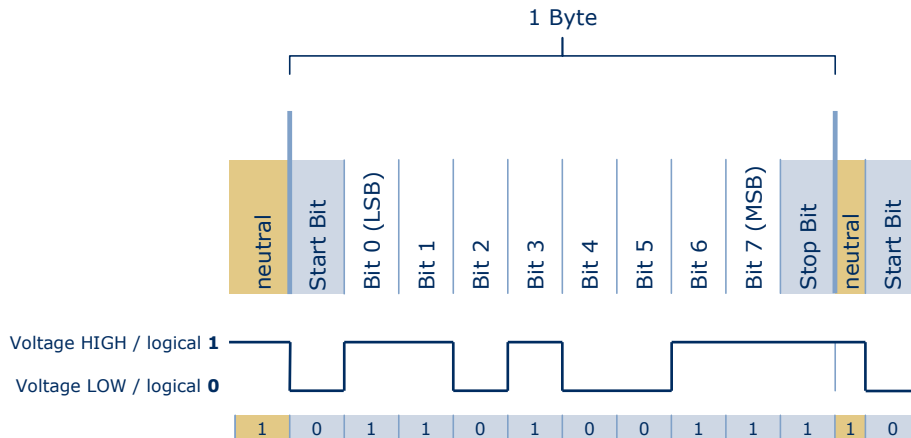 1 Byte
neutral
Start Bit
Bit 0 (LSB)
Bit 1
Bit 2
Bit 3
Bit 4
Bit 5
Bit 6
Bit 7 (MSB)
Stop Bit
neutral
Start Bit
Voltage HIGH / logical 1
Voltage LOW / logical 0
1 0 1 1 0 1 0 0 1 1 1 1 0